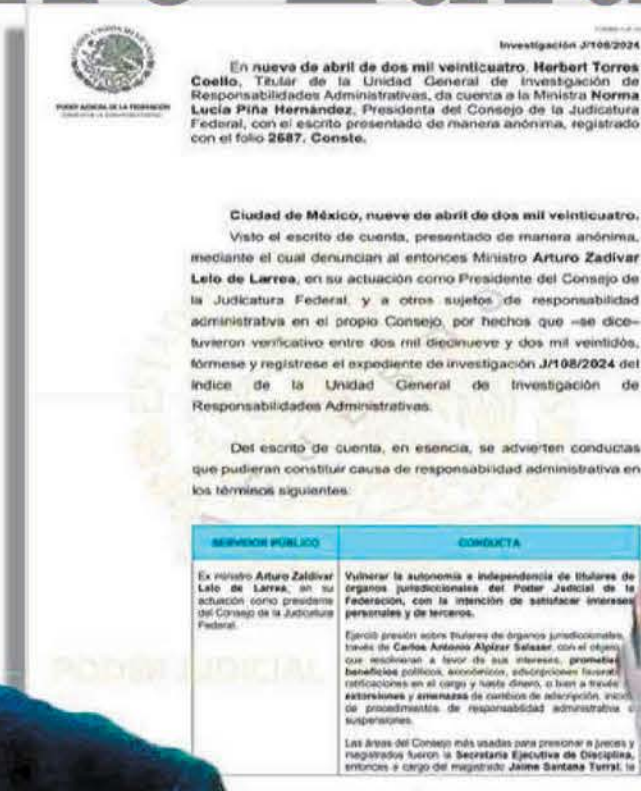 Investigación J/108/2024
PODER JUDICIAL DE LA FEDERACIÓN
En nueve de abril de dos mil veinticuatro, Herbert Torres
Coello, Titular de la Unidad General de Investigación de
Responsabilidades Administrativas, da cuenta a la Ministra Norma
Lucía Piña Hernández, Presidenta del Consejo de la Judicatura
Federal, con el escrito presentado de manera anónima, registrado
con el folio 2687. Conste.
Ciudad de México, nueve de abril de dos mil veinticuatro.
Visto el escrito de cuenta, presentado de manera anónima,
mediante el cual denuncian al entonces Ministro Arturo Zadívar
Lelo de Larrea, en su actuación como Presidente del Consejo de
la Judicatura Federal, y a otros sujetos de responsabilidad
administrativa en el propio Consejo, por hechos que –se dice–
tuvieron verificativo entre dos mil diecinueve y dos mil veintidós,
fórmese y regístrese el expediente de investigación J/108/2024 del
índice de la Unidad General de Investigación de
Responsabilidades Administrativas.
Del escrito de cuenta, en esencia, se advierten conductas
que pudieran constituir causa de responsabilidad administrativa en
los términos siguientes:
SERVIDOR PÚBLICO
CONDUCTA
Ex ministro Arturo Zaldívar
Lelo de Larrea, en su
actuación como presidente
del Consejo de la Judicatura
Federal.
Vulnerar la autonomía e independencia de titulares de
órganos jurisdiccionales del Poder Judicial de la
Federación, con la intención de satisfacer intereses
personales y de terceros.
Ejerció presión sobre titulares de órganos jurisdiccionales,
través de Carlos Antonio Alpízar Salazar, con el objeto
que resolvieran a favor de sus intereses, prometía
beneficios políticos, económicos, adscripciones
ratificaciones en el cargo y hasta dinero, o bien a través
extorsiones y amenazas de cambios de adscripción, inicio
de procedimientos de responsabilidad administrativa o
suspensiones.
Las áreas del Consejo más usadas para presionar a jueces y
magistrados fueron la Secretaría Ejecutiva de Disciplina,
entonces a cargo del magistrado Jaime Santana Turral, la
PODER JUDICIAL